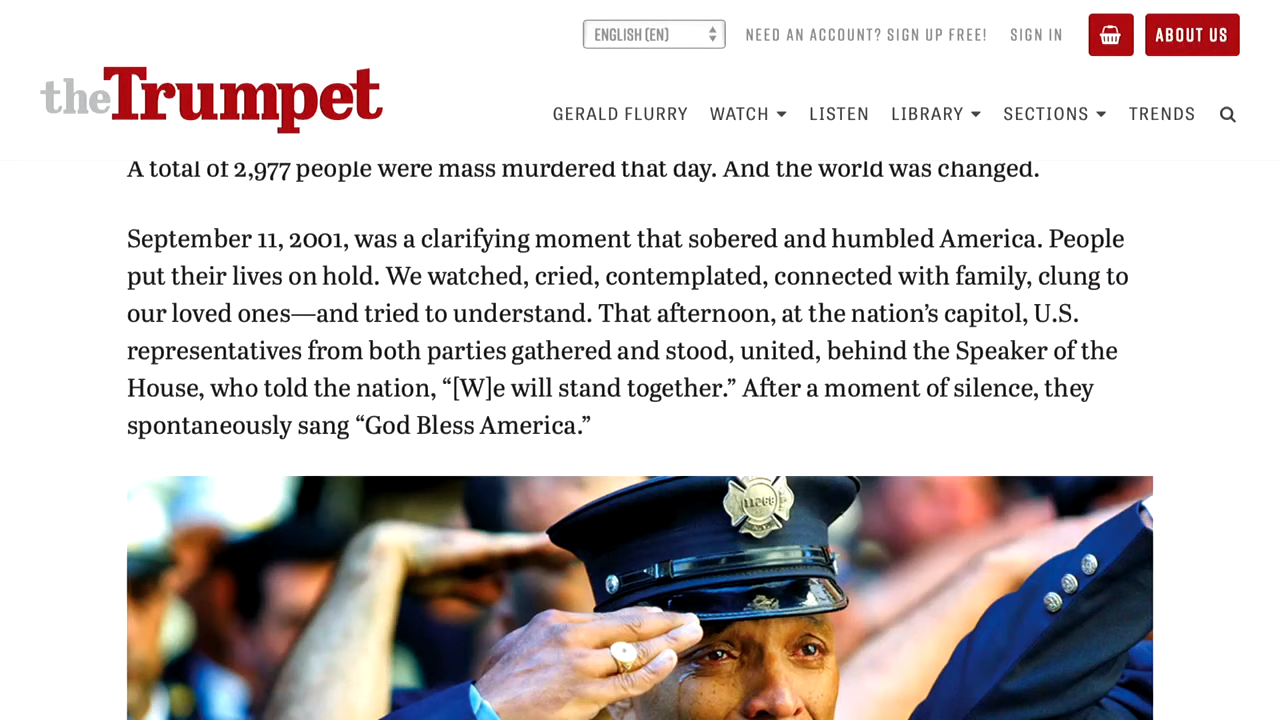 ENGLISH (EN)
NEED AN ACCOUNT? SIGN UP FREE!
SIGN IN
ABOUT US
theTrumpet
GERALD FLURRY
WATCH
LISTEN
LIBRARY
SECTIONS
TRENDS
A total of 2,977 people were mass murdered that day. And the world was changed.
September 11, 2001, was a clarifying moment that sobered and humbled America. People
put their lives on hold. We watched, cried, contemplated, connected with family, clung to
our loved ones—and tried to understand. That afternoon, at the nation’s capitol, U.S.
representatives from both parties gathered and stood, united, behind the Speaker of the
House, who told the nation, “[W]e will stand together.” After a moment of silence, they
spontaneously sang “God Bless America.”
11268